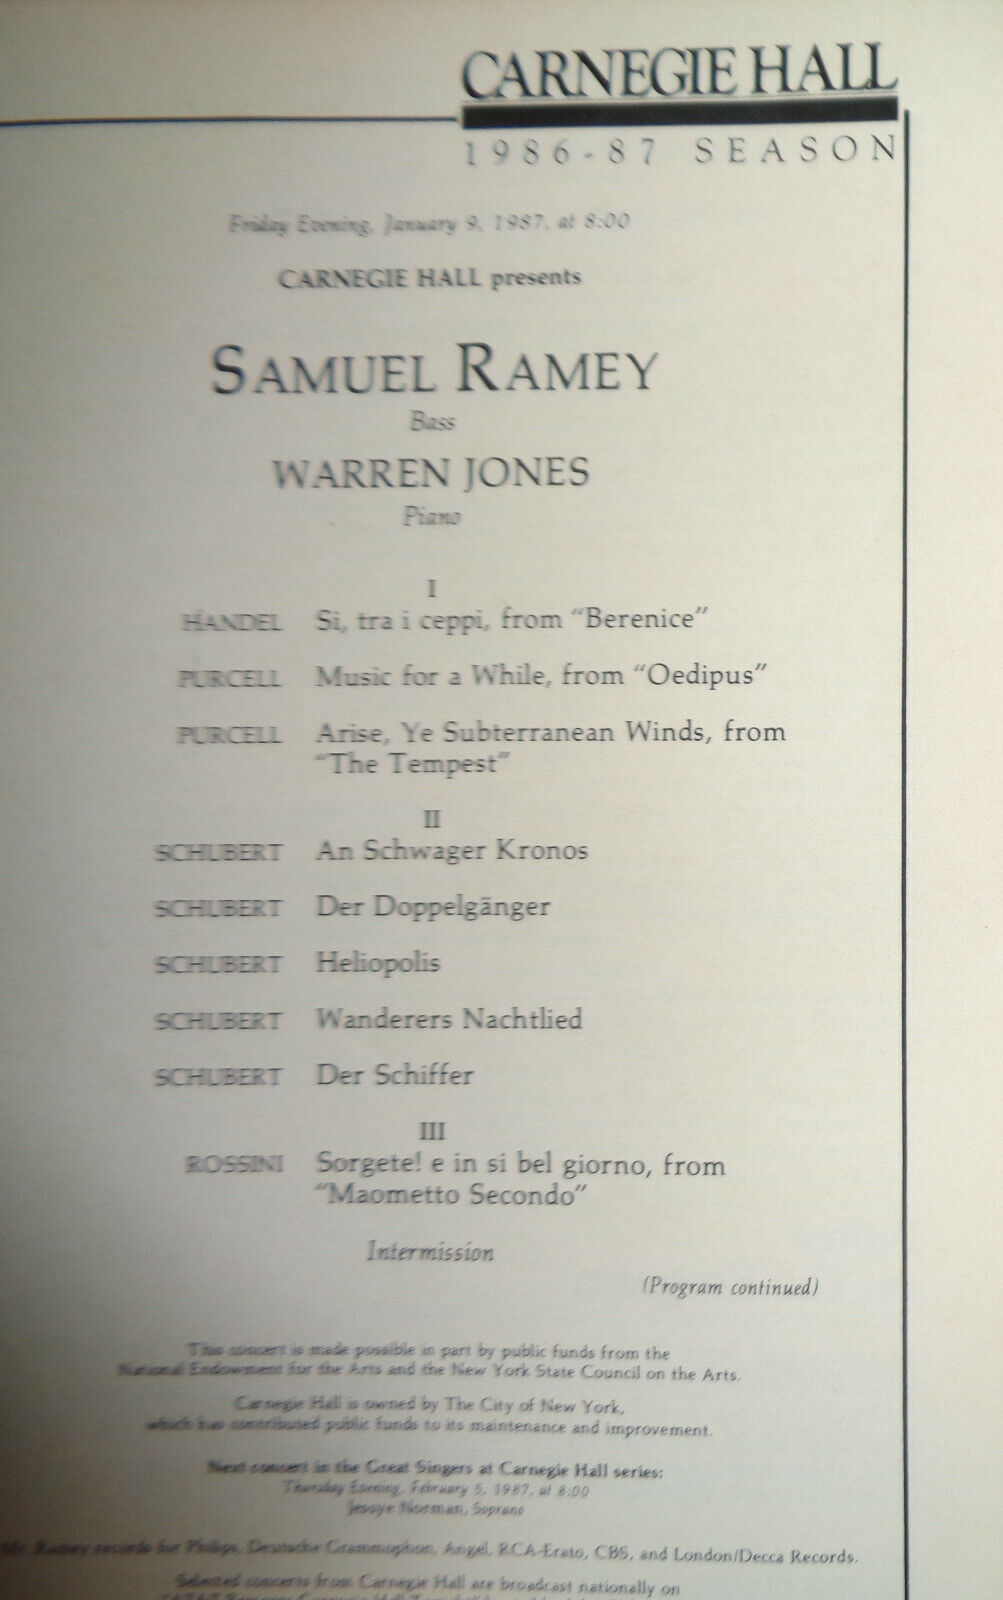 CARNEGIE HALL
1986-87 SEASON
Friday Evening, January 9, 1987, at 8:00
CARNEGIE HALL presents
SAMUEL RAMEY
Bass
WARREN JONES
Piano
I
HANDEL Si, tra i ceppi, from "Berenice"
PURCELL Music for a While, from "Oedipus"
PURCELL Arise, Ye Subterranean Winds, from
"The Tempest"
II
SCHUBERT An Schwager Kronos
SCHUBERT Der Doppelgänger
SCHUBERT Heliopolis
SCHUBERT Wanderers Nachtlied
SCHUBERT Der Schiffer
III
ROSSINI Sorgete! e in si bel giorno, from
"Maometto Secondo"
Intermission
(Program continued)
This concert is made possible in part by public funds from the
National Endowment for the Arts and the New York State Council on the Arts.
Carnegie Hall is owned by The City of New York,
which has contributed public funds to its maintenance and improvement.
Next concert in the Great Singers at Carnegie Hall series:
Thursday Evening, February 5, 1987, at 8:00
Jessye Norman, Soprano
Mr. Ramey records for Philips, Deutsche Grammophon, Angel, RCA-Erato, CBS, and London/Decca Records.
Selected concerts from Carnegie Hall are broadcast nationally on